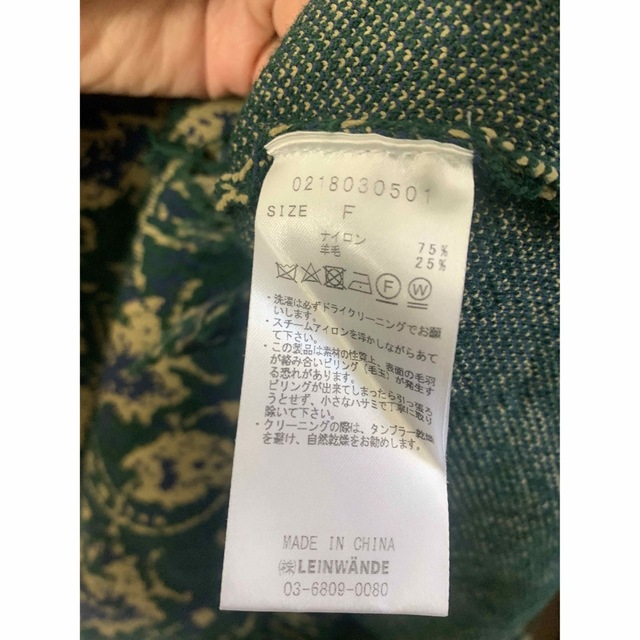 0218030501
SIZE F
ナイロン 75%
羊毛 25%
F W
・洗濯は必ずドライクリーニングでお願
いします。
・スチームアイロンを浮かしながらあて
て下さい。
・この製品は素材の性質上、表面の毛羽
が絡み合いピリング(毛玉)が発生す
る恐れがあります。
ピリングが出来てしまったら引っ張ろ
うとせず、小さなハサミで丁寧に取り
除いて下さい。
・クリーニングの際は、タンブラー乾燥
を避け、自然乾燥をお勧めします。
MADE IN CHINA
㈱LEINWÄNDE
03-6809-0080